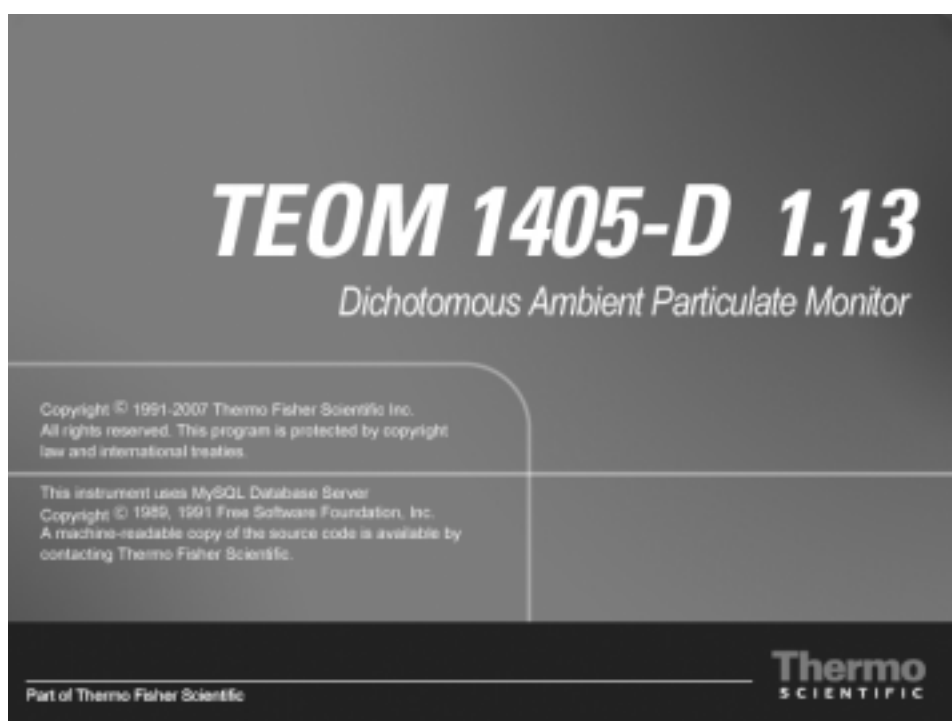 TEOM 1405-D 1.13
Dichotomous Ambient Particulate Monitor
Copyright © 1991-2007 Thermo Fisher Scientific Inc.
All rights reserved. This program is protected by copyright
law and international treaties.
This instrument uses MySQL Database Server
Copyright © 1989, 1991 Free Software Foundation, Inc.
A machine-readable copy of the source code is available by
contacting Thermo Fisher Scientific.
Part of Thermo Fisher Scientific
Thermo
SCIENTIFIC